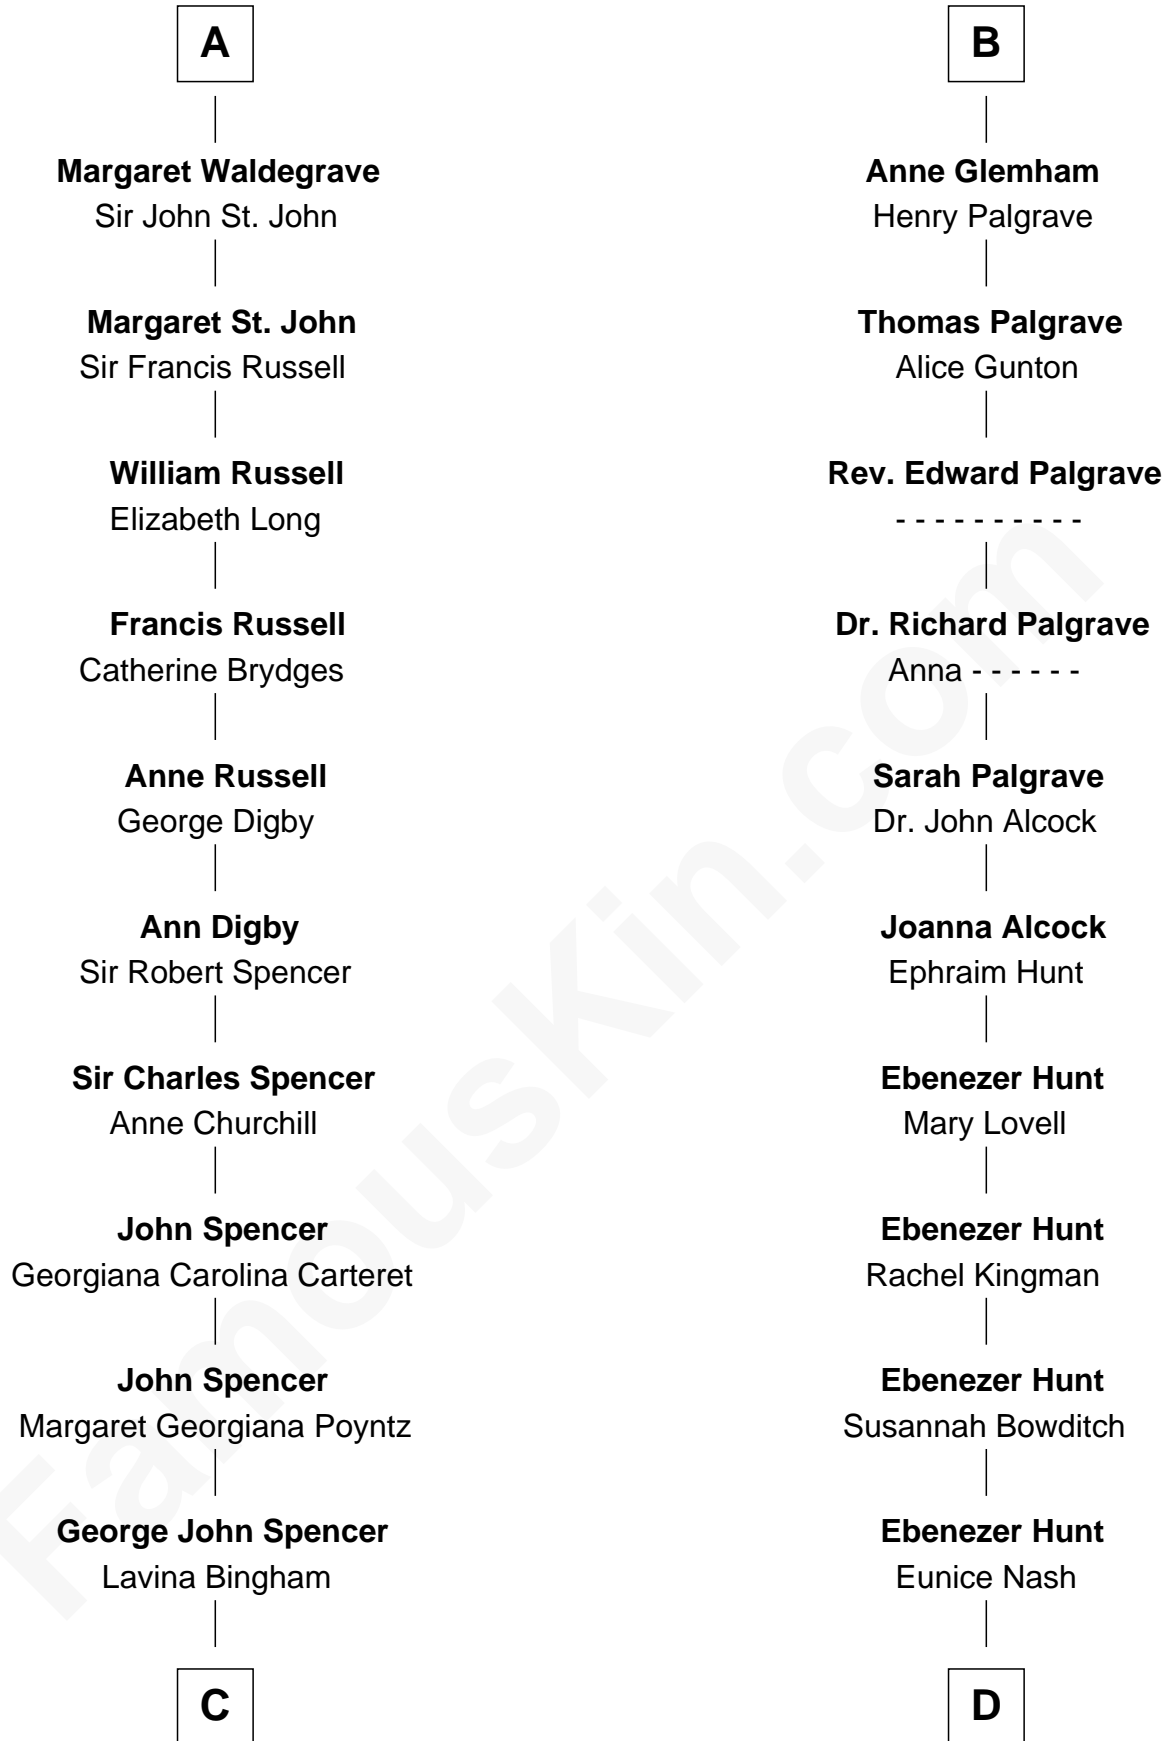 A
Margaret Waldegrave
Sir John St. John
Margaret St. John
Sir Francis Russell
William Russell
Elizabeth Long
Francis Russell
Catherine Brydges
Anne Russell
George Digby
Ann Digby
Sir Robert Spencer
Sir Charles Spencer
Anne Churchill
John Spencer
Georgiana Carolina Carteret
John Spencer
Margaret Georgiana Poyntz
George John Spencer
Lavina Bingham
C
B
Anne Glemham
Henry Palgrave
Thomas Palgrave
Alice Gunton
Rev. Edward Palgrave
- - - - - - - - - -
Dr. Richard Palgrave
Anna - - - - - -
Sarah Palgrave
Dr. John Alcock
Joanna Alcock
Ephraim Hunt
Ebenezer Hunt
Mary Lovell
Ebenezer Hunt
Rachel Kingman
Ebenezer Hunt
Susannah Bowditch
Ebenezer Hunt
Eunice Nash
D
FamousKin.com